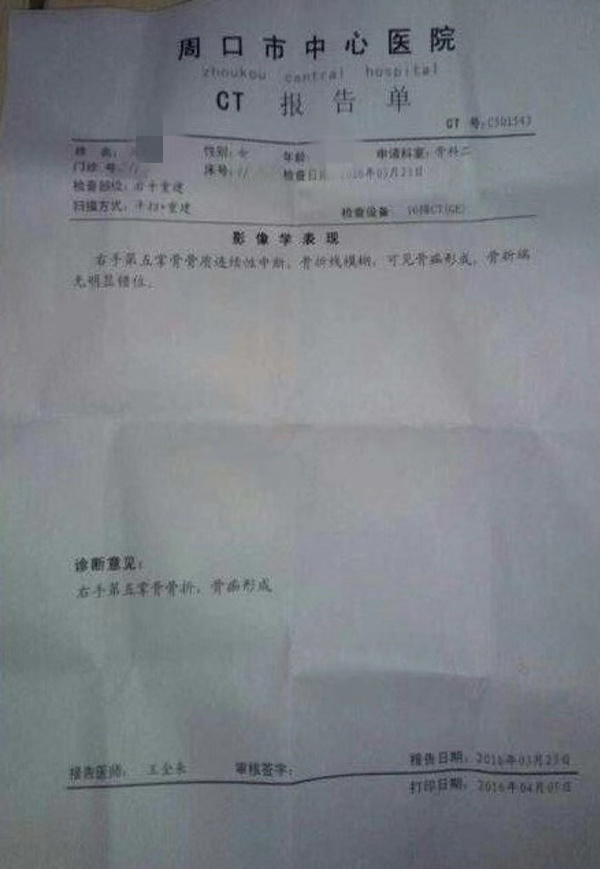 周口市中心医院
zhoukou central hospital
CT 报告单
CT 号:C501543
姓名: 性别: 女 年龄 申请科室: 骨科二
门诊号: // 床号: // 检查日期 2016年03月23日
检查部位: 右手重建
扫描方式: 平扫+重建 检查设备 16排CT(GE)
影像学表现
右手第五掌骨骨质连续性中断，骨折线模糊，可见骨痂形成，骨折端
无明显错位。
诊断意见:
右手第五掌骨骨折，骨痂形成
报告医师: 王全来 审核签字: 报告日期: 2016年03月23日
打印日期: 2016年04月05日